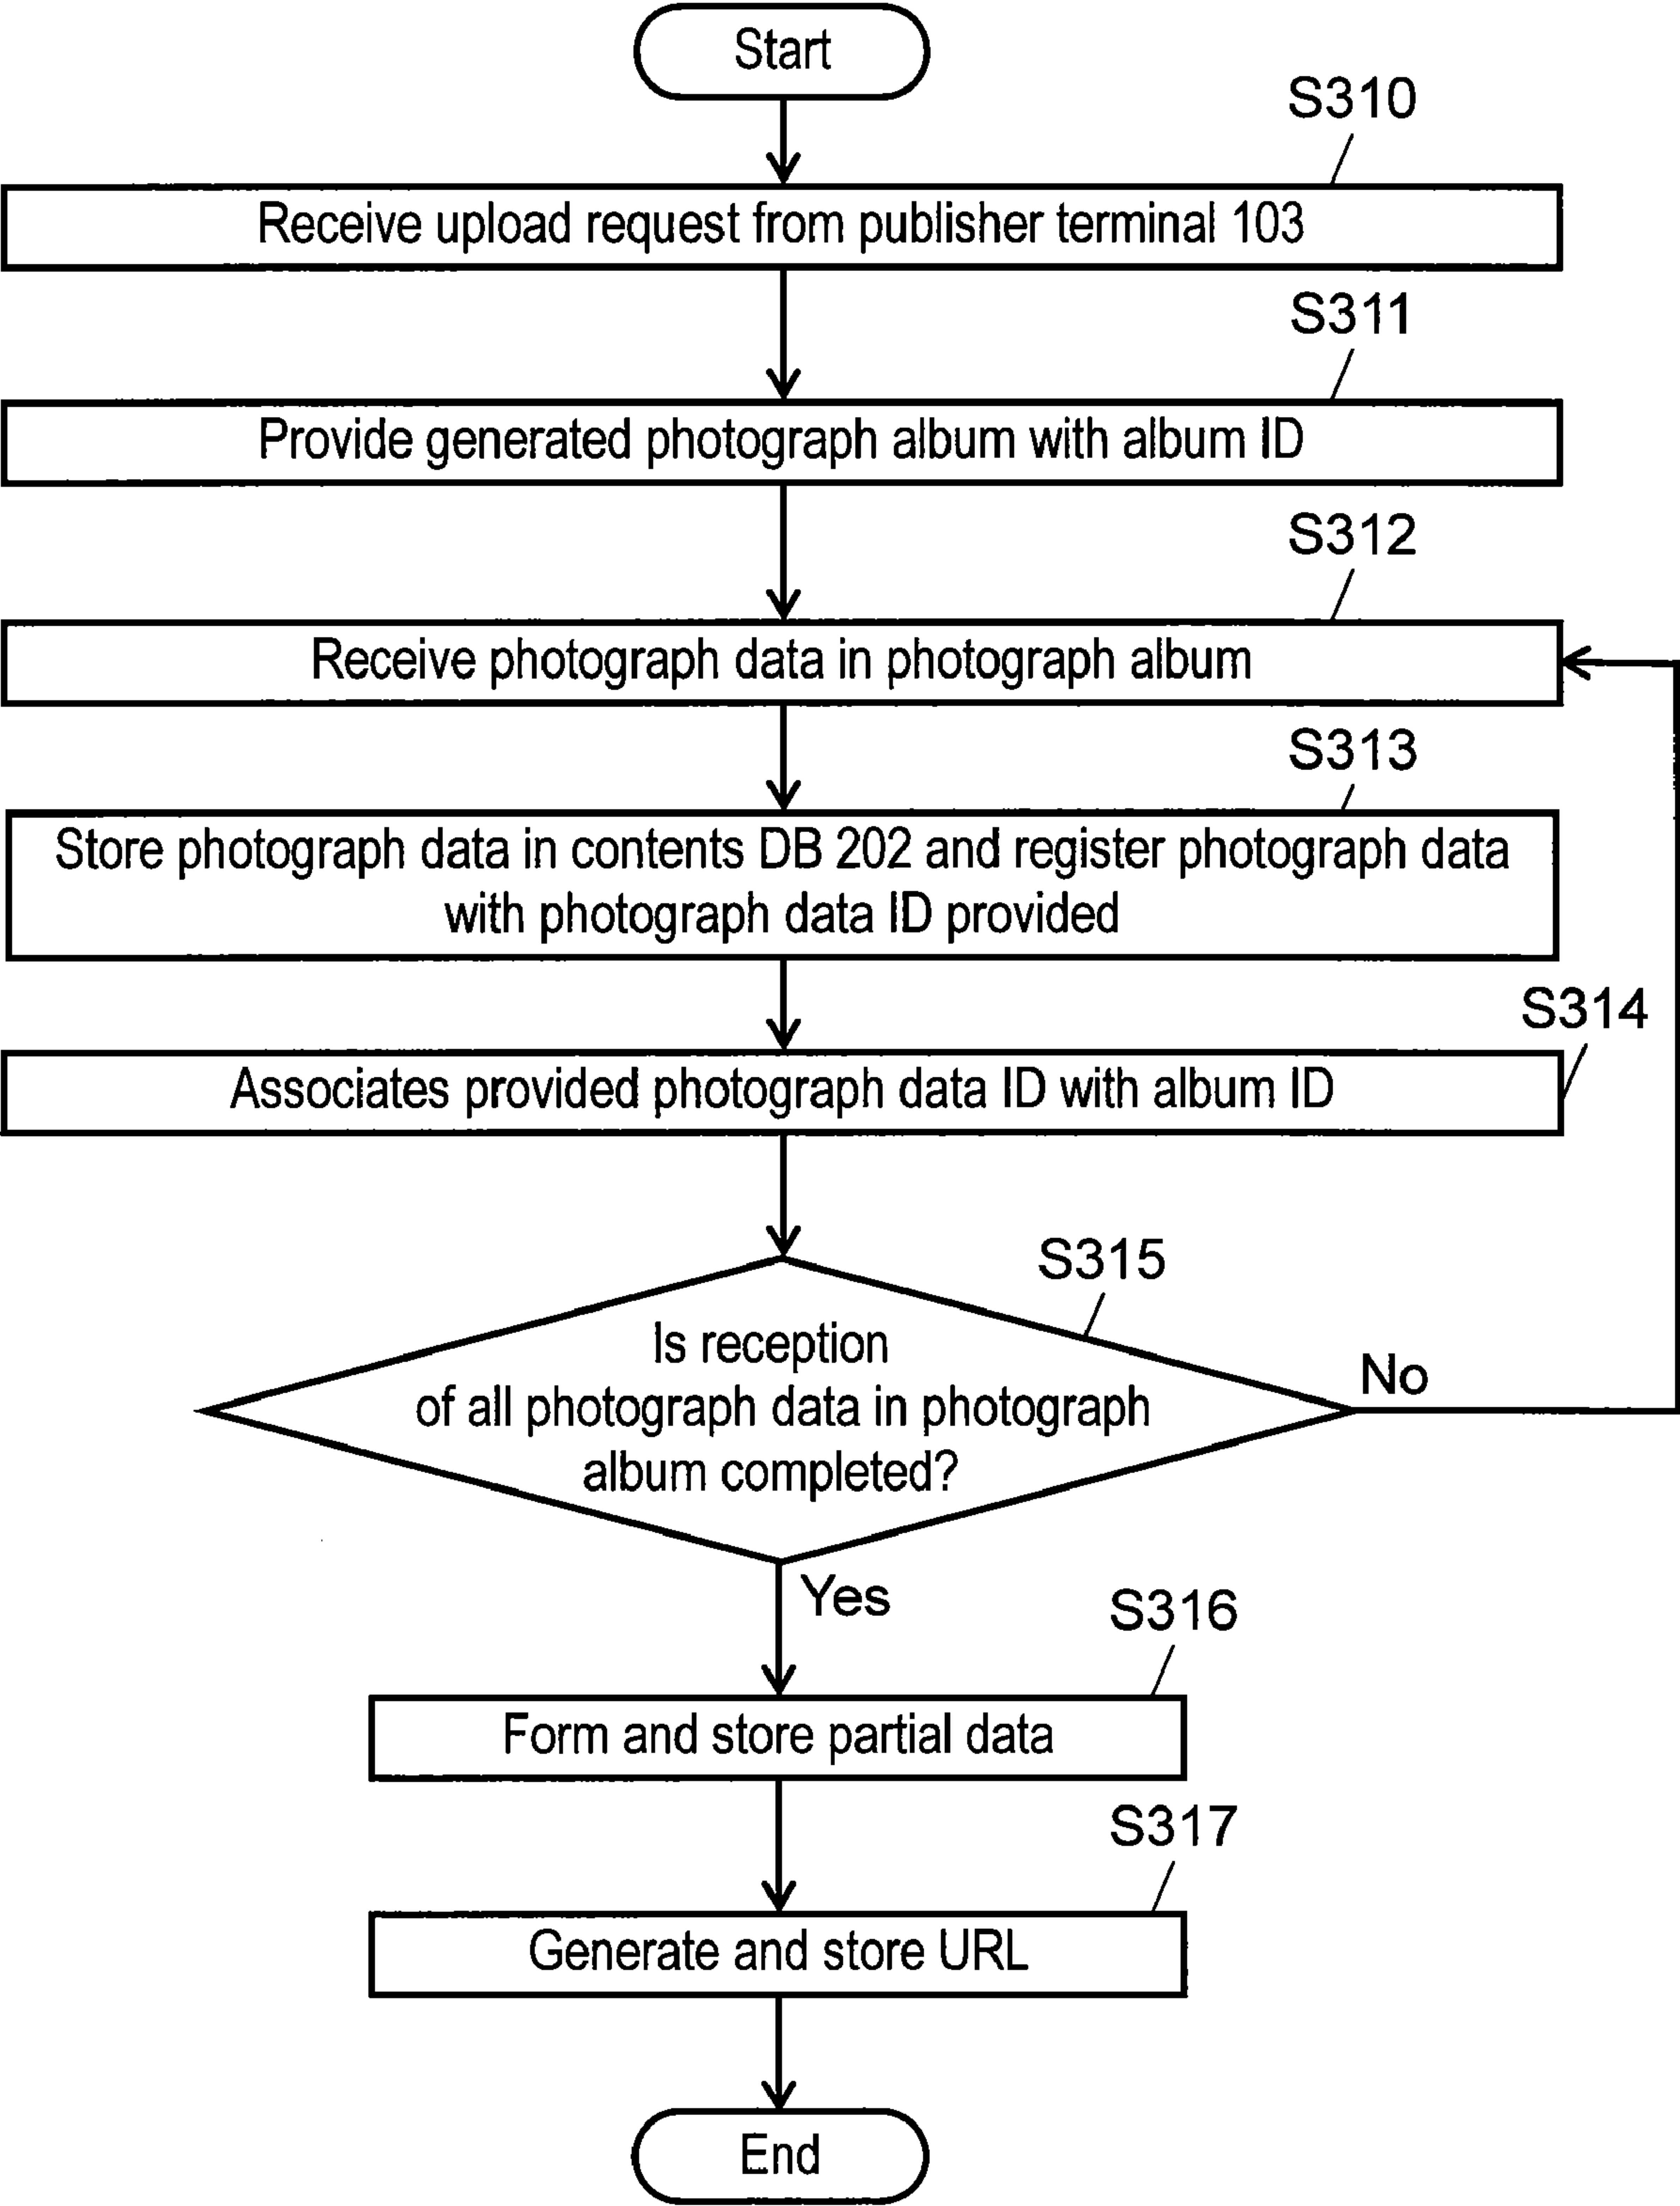 Start
S310
Receive upload request from publisher terminal 103
S311
Provide generated photograph album with album ID
S312
Receive photograph data in photograph album
S313
Store photograph data in contents DB 202 and register photograph data
with photograph data ID provided
S314
Associates provided photograph data ID with album ID
S315
Is reception
of all photograph data in photograph
album completed?
No
Yes
S316
Form and store partial data
S317
Generate and store URL
End